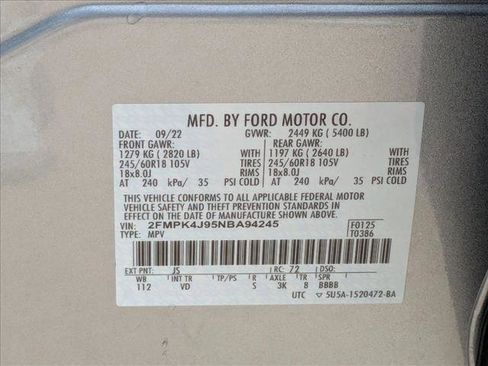 MFD. BY FORD MOTOR CO.
DATE: 09/22 GVWR: 2449 KG ( 5400 LB)
FRONT GAWR: REAR GAWR:
1279 KG ( 2820 LB) 1197 KG ( 2640 LB)
245/60R18 105V TIRES 245/60R18 105V TIRES
18x8.0J RIMS 18x8.0J RIMS
AT 240 kPa/ 35 PSI COLD AT 240 kPa/ 35 PSI COLD
THIS VEHICLE CONFORMS TO ALL APPLICABLE FEDERAL MOTOR
VEHICLE SAFETY AND THEFT PREVENTION STANDARDS IN
EFFECT ON THE DATE OF MANUFACTURE SHOWN ABOVE.
VIN: 2FMPK4J95NBA94245 F0125
TYPE: MPV T0386
EXT PNT: JS RC: 72 DSO:
WB INT TR TP/PS R AXLE TR SPR
112 VD S 3K 8 BBBB
UTC 5U5A-1520472-BA